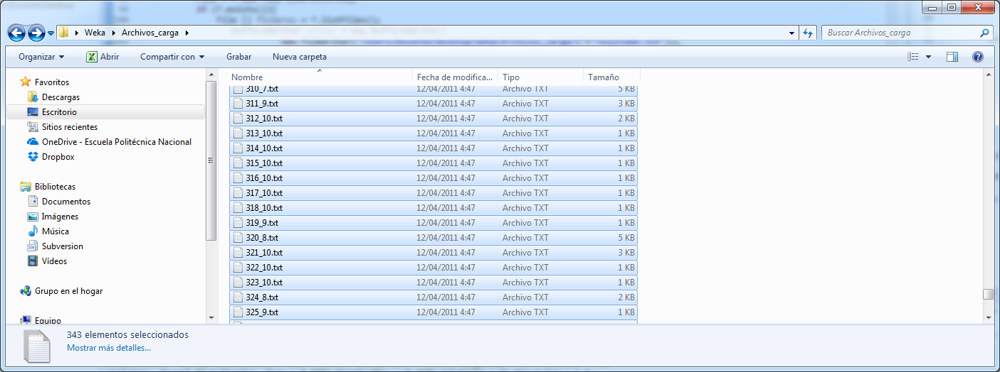 Weka Archivos_carga
Buscar Archivos_carga
Organizar Abrir Compartir con Grabar Nueva carpeta
Favoritos
Descargas
Escritorio
Sitios recientes
OneDrive - Escuela Politécnica Nacional
Dropbox
Bibliotecas
Documentos
Imágenes
Música
Subversion
Vídeos
Grupo en el hogar
Equipo
Nombre Fecha de modifica... Tipo Tamaño
310_7.txt 12/04/2011 4:47 Archivo TXT 5 KB
311_9.txt 12/04/2011 4:47 Archivo TXT 3 KB
312_10.txt 12/04/2011 4:47 Archivo TXT 2 KB
313_10.txt 12/04/2011 4:47 Archivo TXT 1 KB
314_10.txt 12/04/2011 4:47 Archivo TXT 1 KB
315_10.txt 12/04/2011 4:47 Archivo TXT 1 KB
316_10.txt 12/04/2011 4:47 Archivo TXT 1 KB
317_10.txt 12/04/2011 4:47 Archivo TXT 1 KB
318_10.txt 12/04/2011 4:47 Archivo TXT 1 KB
319_9.txt 12/04/2011 4:47 Archivo TXT 1 KB
320_8.txt 12/04/2011 4:47 Archivo TXT 5 KB
321_10.txt 12/04/2011 4:47 Archivo TXT 3 KB
322_10.txt 12/04/2011 4:47 Archivo TXT 1 KB
323_10.txt 12/04/2011 4:47 Archivo TXT 1 KB
324_8.txt 12/04/2011 4:47 Archivo TXT 2 KB
325_9.txt 12/04/2011 4:47 Archivo TXT 1 KB
343 elementos seleccionados
Mostrar más detalles...